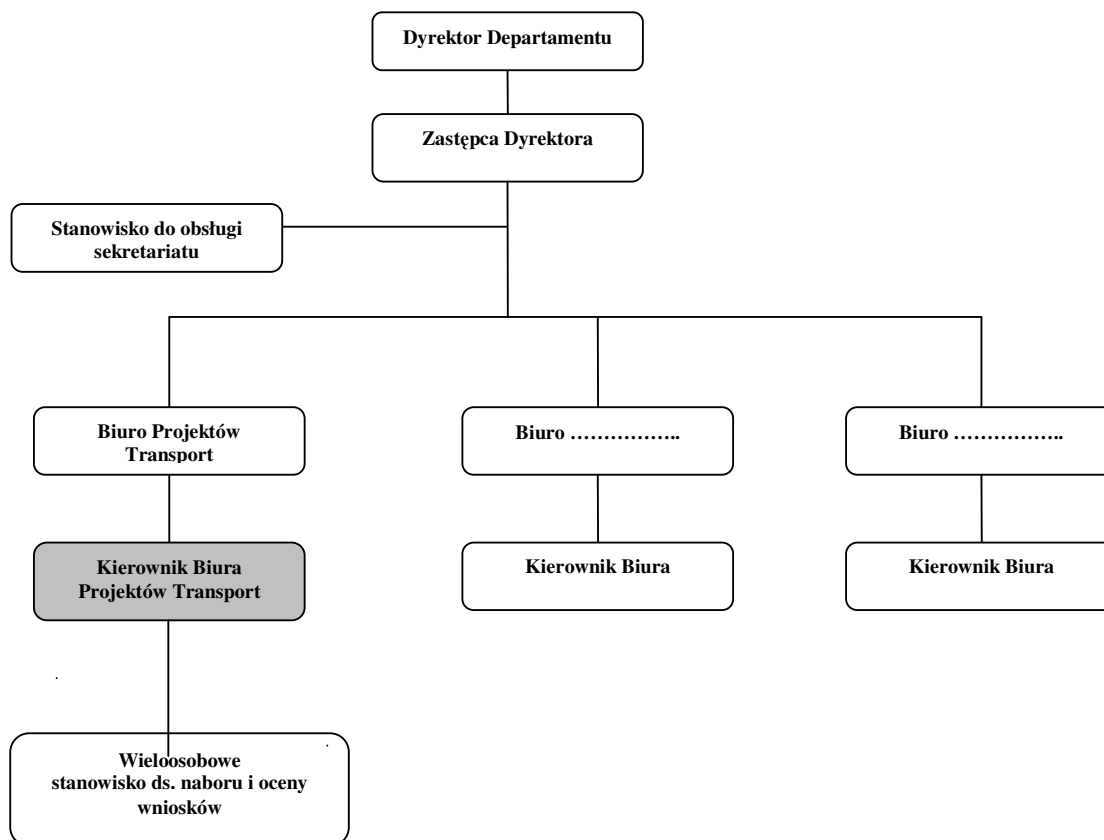 Dyrektor Departamentu
Zastępca Dyrektora
Stanowisko do obsługi
sekretariatu
Biuro Projektów
Transport
Biuro ……………..
Biuro ……………..
Kierownik Biura
Projektów Transport
Kierownik Biura
Kierownik Biura
Wieloosobowe
stanowisko ds. naboru i oceny
wniosków